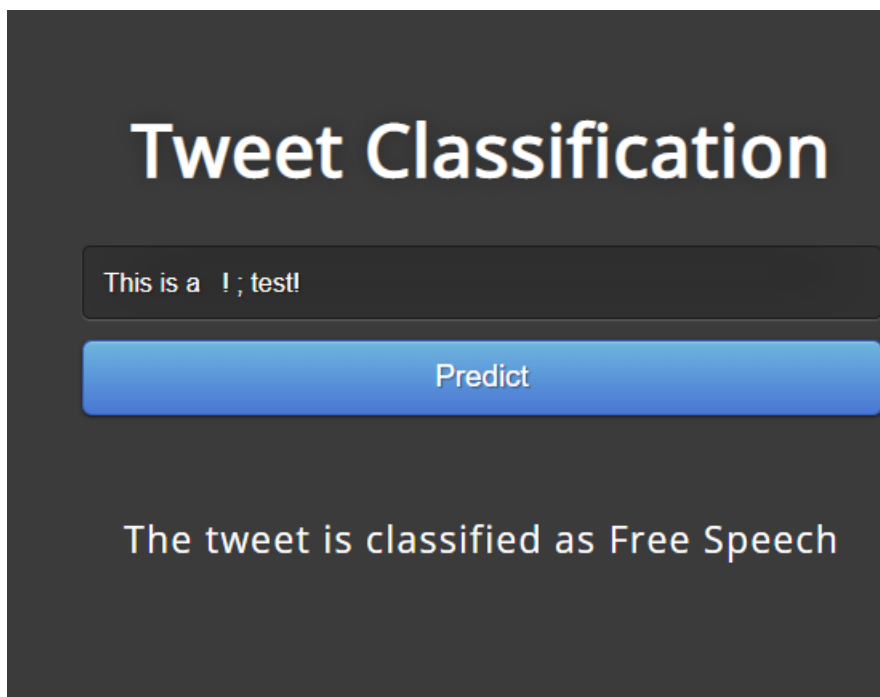 Tweet Classification
This is a   ! ; test!
Predict
The tweet is classified as Free Speech